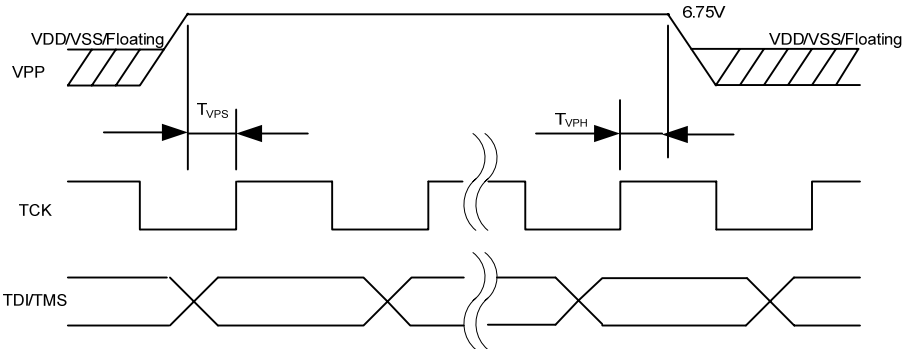 6.75V
VDD/VSS/Floating
VDD/VSS/Floating
VPP
TVPS
TVPH
TCK
TDI/TMS